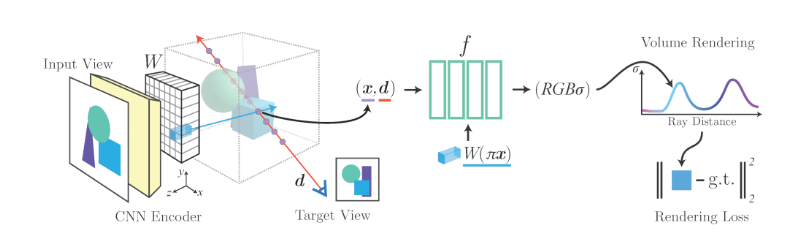 Input View
W
CNN Encoder
y
z
x
d
Target View
(x, d)
f
W(πx)
(RGBσ)
Volume Rendering
σ
Ray Distance
‖ – g.t. ‖ 2 2
Rendering Loss